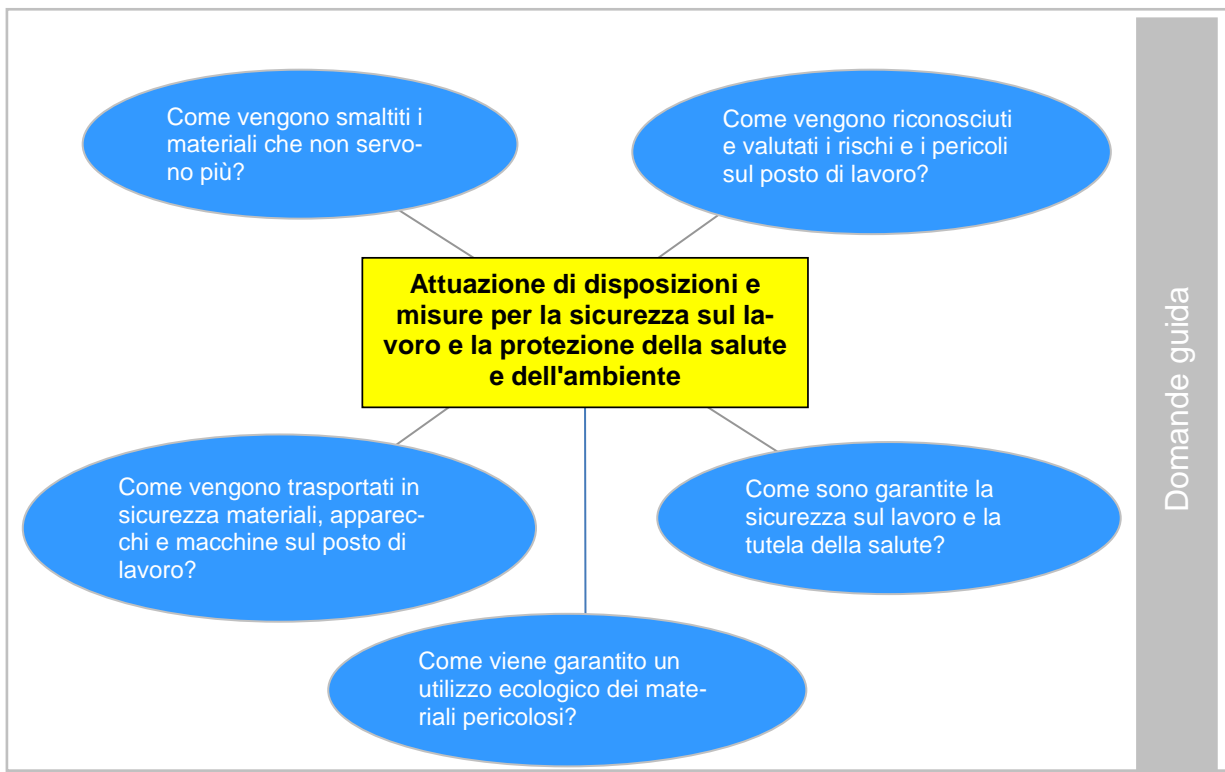 Come vengono smaltiti i
materiali che non servo-
no più?
Come vengono riconosciuti
e valutati i rischi e i pericoli
sul posto di lavoro?
Attuazione di disposizioni e
misure per la sicurezza sul la-
voro e la protezione della salute
e dell'ambiente
Come vengono trasportati in
sicurezza materiali, apparec-
chi e macchine sul posto di
lavoro?
Come sono garantite la
sicurezza sul lavoro e la
tutela della salute?
Come viene garantito un
utilizzo ecologico dei mate-
riali pericolosi?
Domande guida